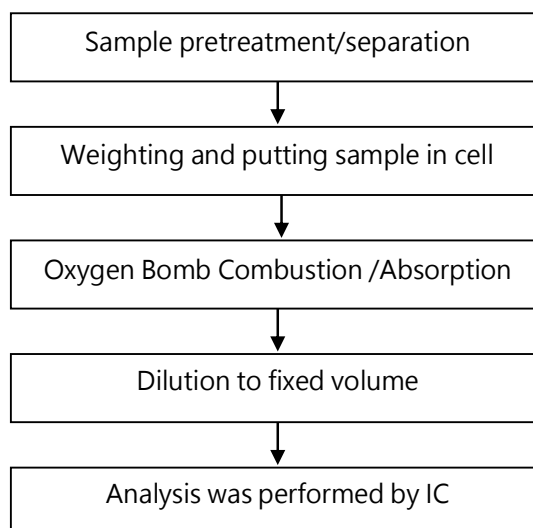 Sample pretreatment/separation
Weighting and putting sample in cell
Oxygen Bomb Combustion /Absorption
Dilution to fixed volume
Analysis was performed by IC